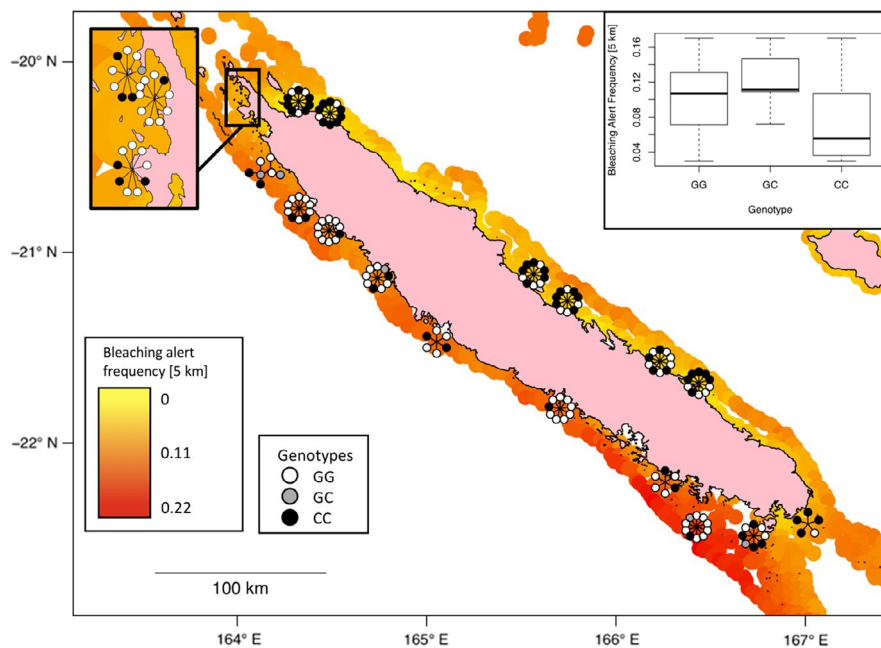 −20° N
−21° N
−22° N
164° E
165° E
166° E
167° E
Bleaching alert
frequency [5 km]
0
0.11
0.22
Genotypes
GG
GC
CC
100 km
Bleaching Alert Frequency [5 km]
0.16
0.12
0.08
0.04
GG
GC
CC
Genotype